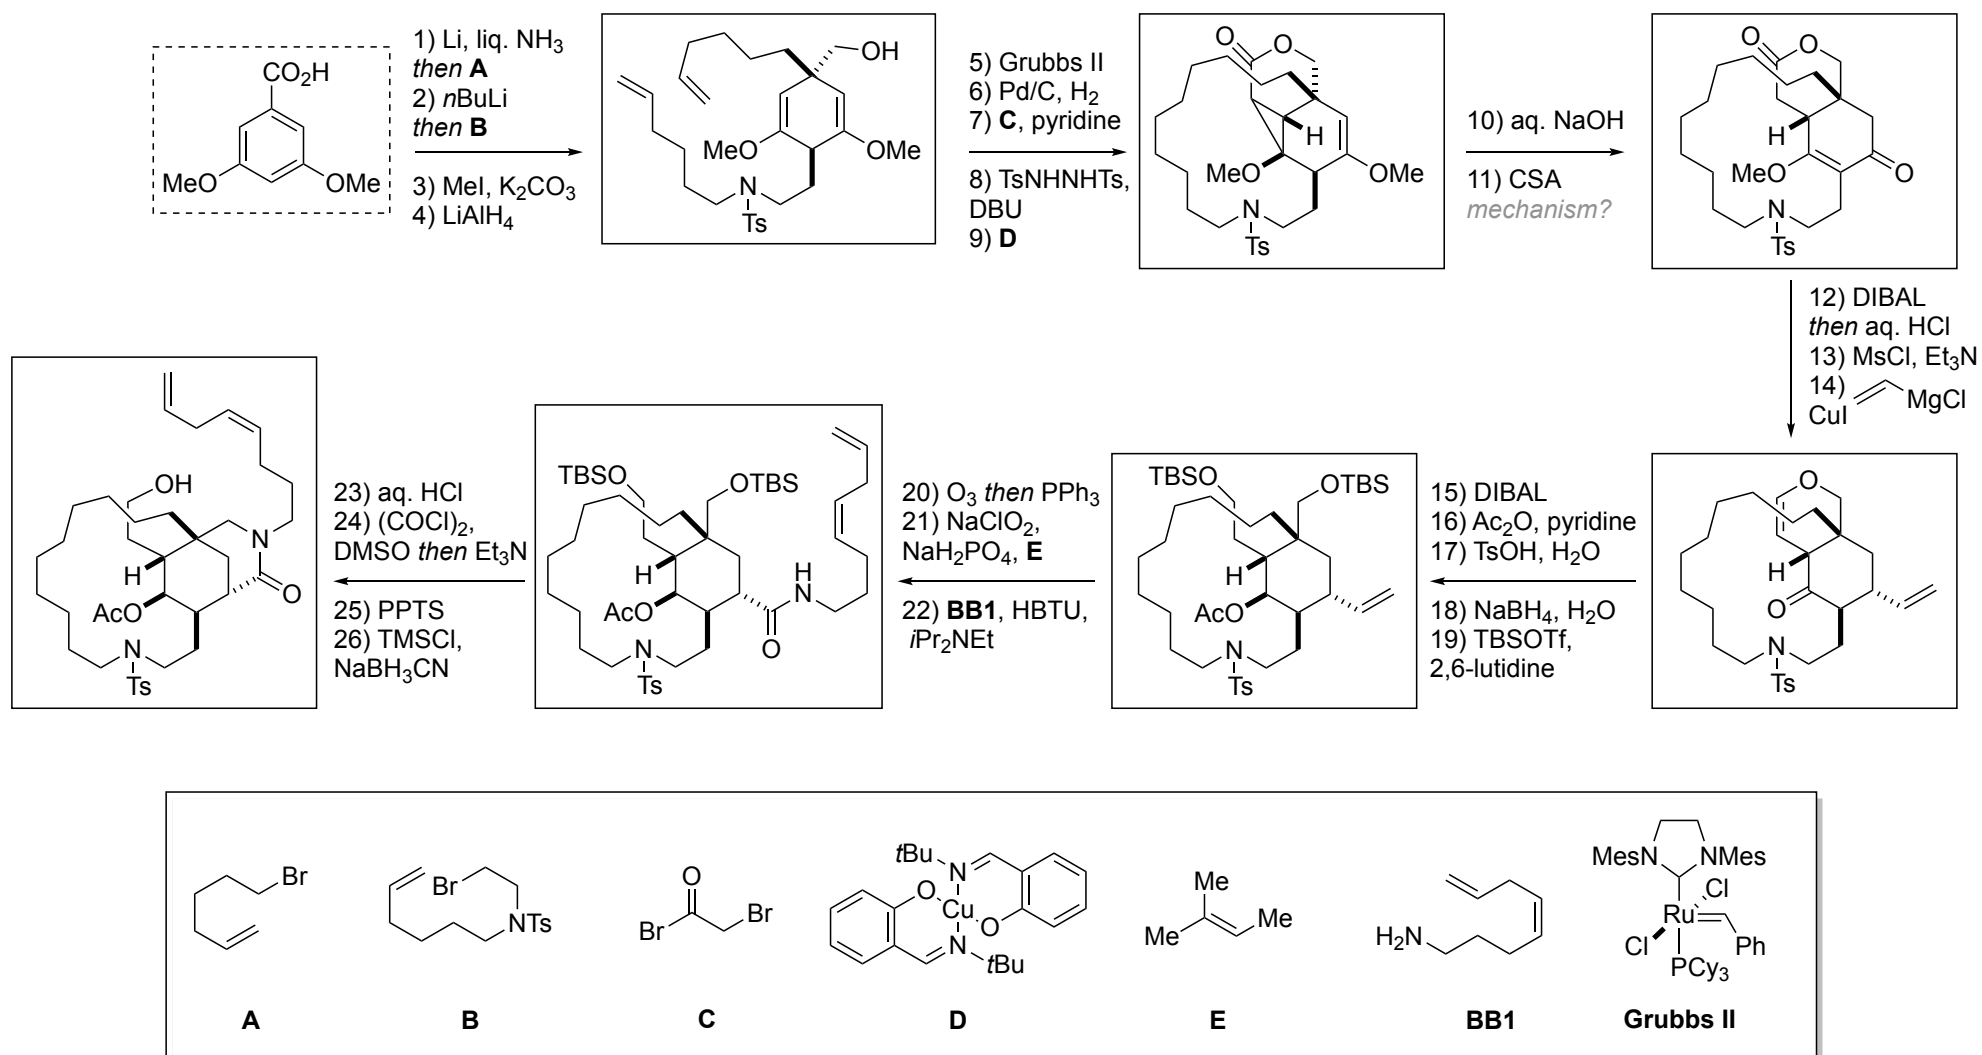 CO₂H
MeO
OMe
1) Li, liq. NH₃
then A
2) nBuLi
then B
3) MeI, K₂CO₃
4) LiAlH₄
OH
MeO
OMe
N
Ts
5) Grubbs II
6) Pd/C, H₂
7) C, pyridine
8) TsNHNHTs,
DBU
9) D
O
O
H
MeO
OMe
N
Ts
10) aq. NaOH
11) CSA
mechanism?
O
O
H
MeO
O
N
Ts
12) DIBAL
then aq. HCl
13) MsCl, Et₃N
14)
MgCl
CuI
O
H
O
N
Ts
15) DIBAL
16) Ac₂O, pyridine
17) TsOH, H₂O
18) NaBH₄, H₂O
19) TBSOTf,
2,6-lutidine
TBSO
OTBS
H
AcO
N
Ts
20) O₃ then PPh₃
21) NaClO₂,
NaH₂PO₄, E
22) BB1, HBTU,
iPr₂NEt
TBSO
OTBS
H
H
N
AcO
O
N
Ts
23) aq. HCl
24) (COCl)₂,
DMSO then Et₃N
25) PPTS
26) TMSCl,
NaBH₃CN
OH
N
H
O
AcO
N
Ts
Br
A
Br
NTs
B
O
Br
Br
C
tBu
N
O
Cu
O
N
tBu
D
Me
Me
Me
E
H₂N
BB1
MesN
NMes
Cl
Ru
Cl
Ph
PCy₃
Grubbs II